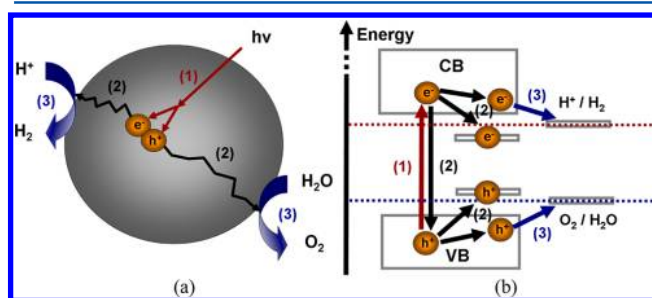 hν
H⁺
(3)
H₂
(2)
(1)
e⁻
h⁺
(2)
H₂O
(3)
O₂
(a)
Energy
CB
e⁻
e⁻
(3)
H⁺ / H₂
(2)
e⁻
(1)
(2)
h⁺
(2)
O₂ / H₂O
h⁺
h⁺
(3)
VB
(b)